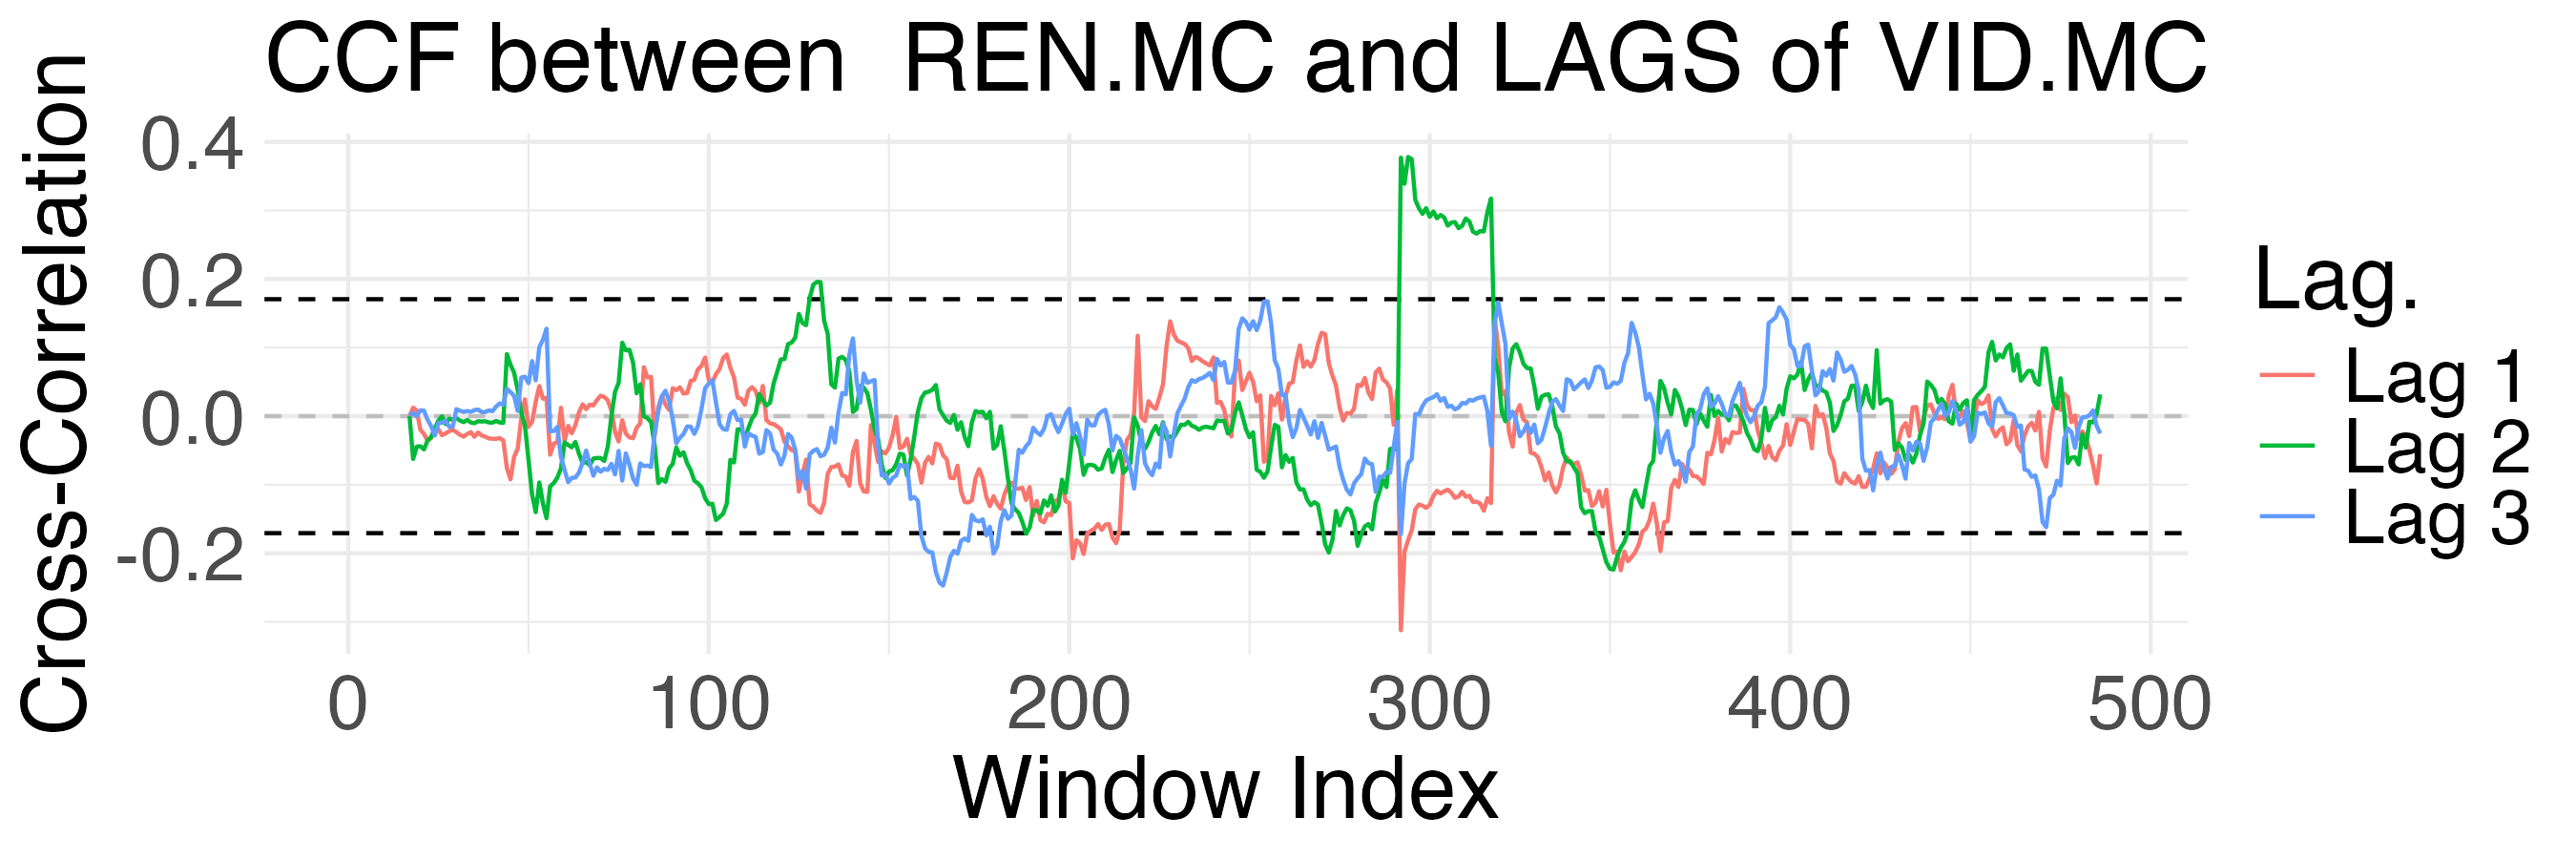 CCF between  REN.MC and LAGS of VID.MC
Cross-Correlation
0.4
0.2
0.0
-0.2
0
100
200
300
400
500
Window Index
Lag.
Lag 1
Lag 2
Lag 3